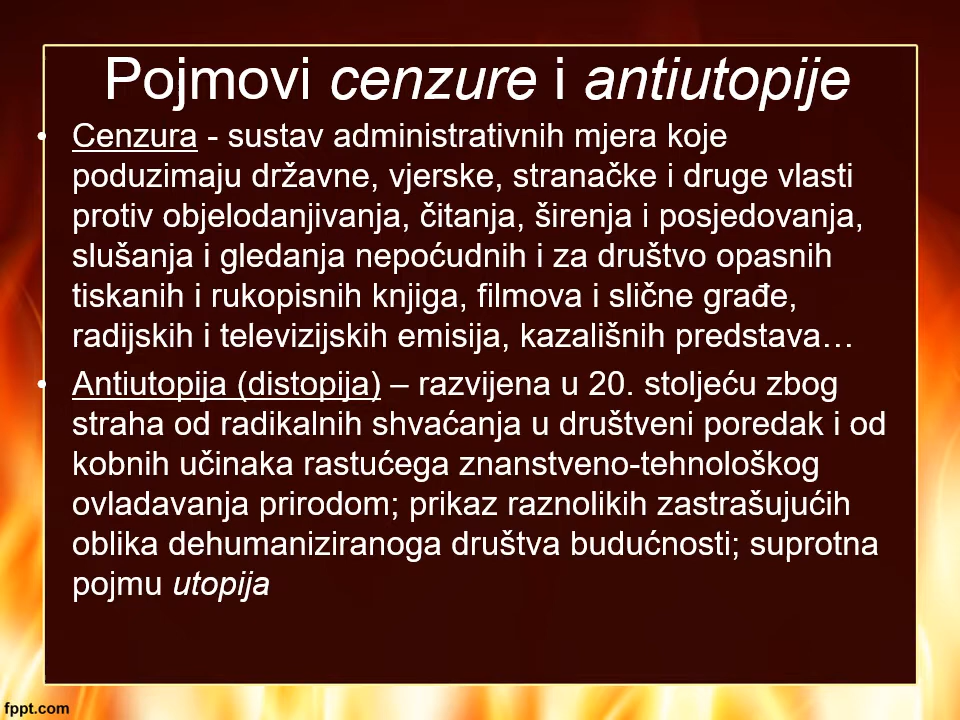 Pojmovi cenzure i antiutopije
• Cenzura - sustav administrativnih mjera koje
poduzimaju državne, vjerske, stranačke i druge vlasti
protiv objelodanjivanja, čitanja, širenja i posjedovanja,
slušanja i gledanja nepoćudnih i za društvo opasnih
tiskanih i rukopisnih knjiga, filmova i slične građe,
radijskih i televizijskih emisija, kazališnih predstava…
• Antiutopija (distopija) – razvijena u 20. stoljeću zbog
straha od radikalnih shvaćanja u društveni poredak i od
kobnih učinaka rastućega znanstveno-tehnološkog
ovladavanja prirodom; prikaz raznolikih zastrašujućih
oblika dehumaniziranoga društva budućnosti; suprotna
pojmu utopija
fppt.com